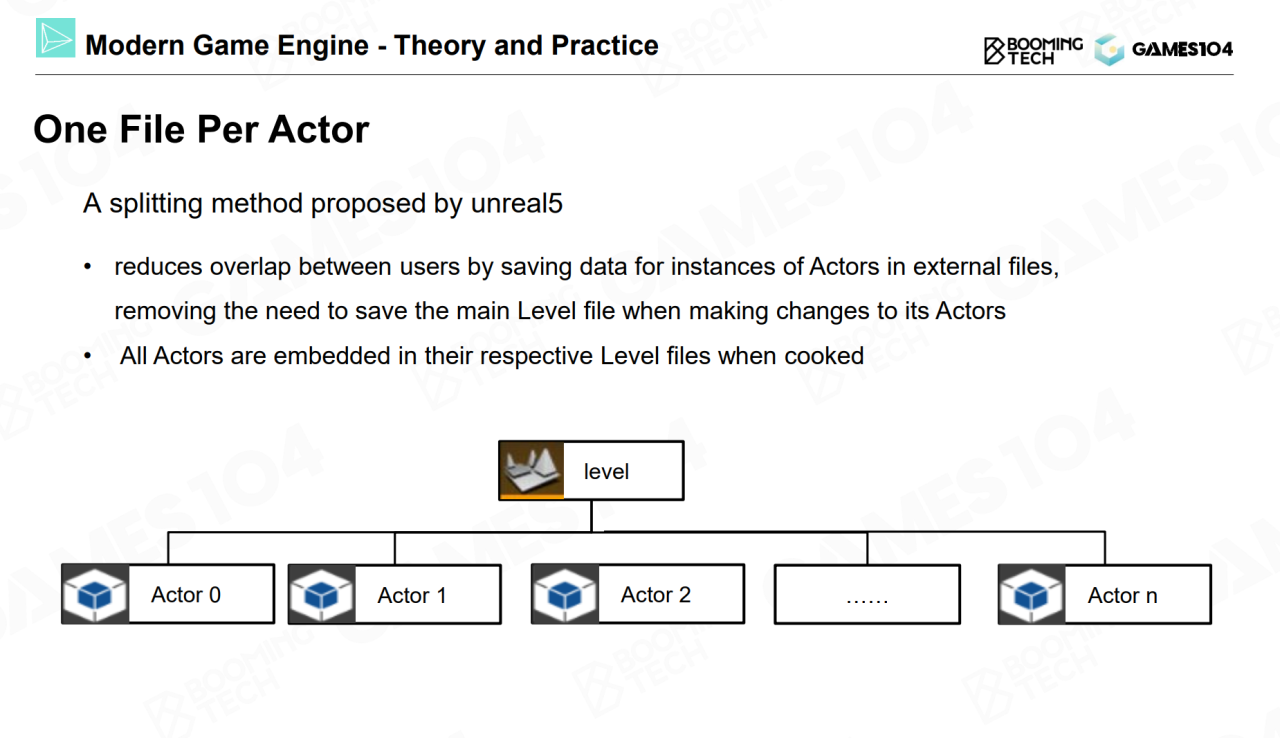 Modern Game Engine - Theory and Practice
BOOMING
TECH
GAMES104
One File Per Actor
A splitting method proposed by unreal5
• reduces overlap between users by saving data for instances of Actors in external files,
removing the need to save the main Level file when making changes to its Actors
• All Actors are embedded in their respective Level files when cooked
level
Actor 0
Actor 1
Actor 2
......
Actor n